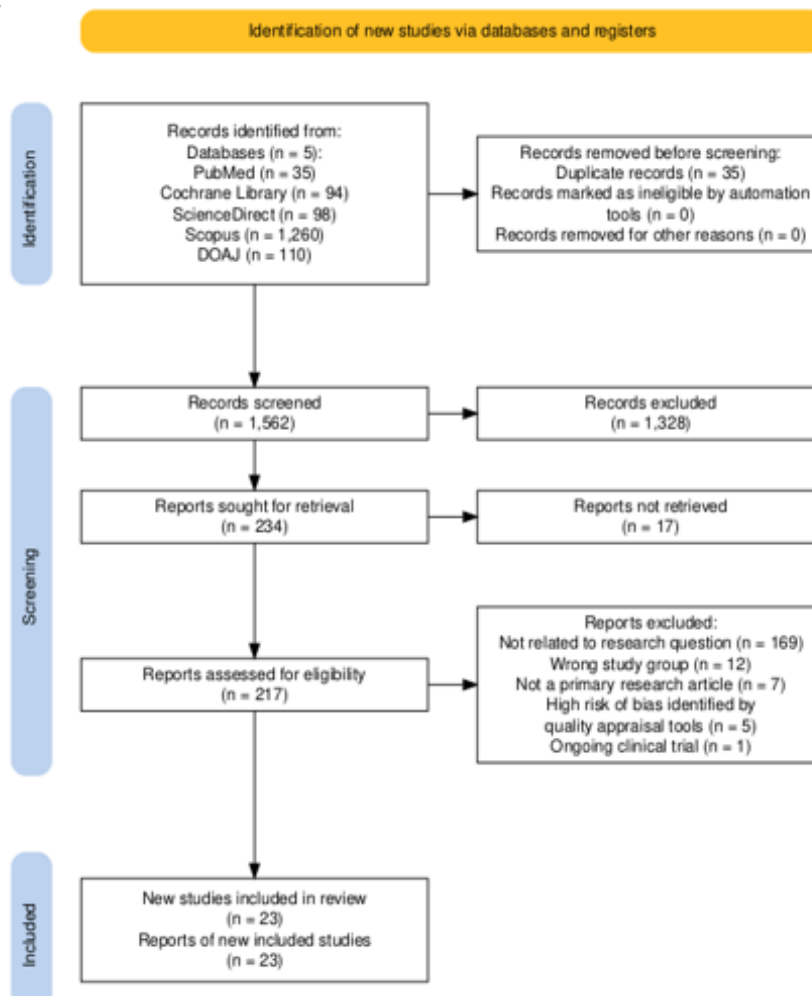 Identification of new studies via databases and registers
Identification
Records identified from:
Databases (n = 5):
PubMed (n = 35)
Cochrane Library (n = 94)
ScienceDirect (n = 98)
Scopus (n = 1,260)
DOAJ (n = 110)
Records removed before screening:
Duplicate records (n = 35)
Records marked as ineligible by automation
tools (n = 0)
Records removed for other reasons (n = 0)
Screening
Records screened
(n = 1,562)
Records excluded
(n = 1,328)
Reports sought for retrieval
(n = 234)
Reports not retrieved
(n = 17)
Reports assessed for eligibility
(n = 217)
Reports excluded:
Not related to research question (n = 169)
Wrong study group (n = 12)
Not a primary research article (n = 7)
High risk of bias identified by
quality appraisal tools (n = 5)
Ongoing clinical trial (n = 1)
Included
New studies included in review
(n = 23)
Reports of new included studies
(n = 23)